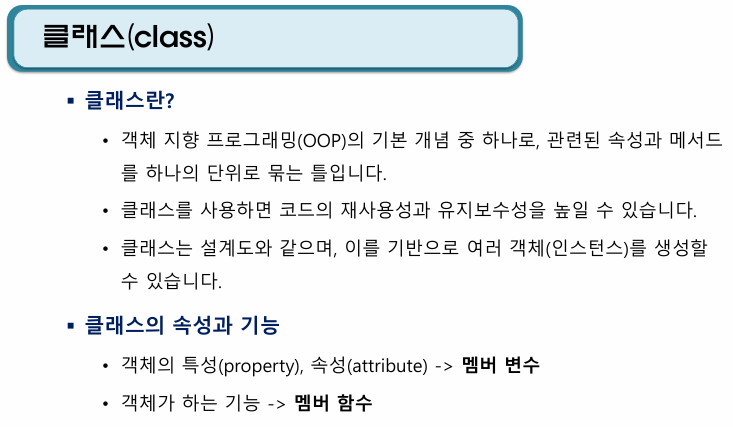 클래스(class)
▪ 클래스란?
• 객체 지향 프로그래밍(OOP)의 기본 개념 중 하나로, 관련된 속성과 메서드
를 하나의 단위로 묶는 틀입니다.
• 클래스를 사용하면 코드의 재사용성과 유지보수성을 높일 수 있습니다.
• 클래스는 설계도와 같으며, 이를 기반으로 여러 객체(인스턴스)를 생성할
수 있습니다.
▪ 클래스의 속성과 기능
• 객체의 특성(property), 속성(attribute) -> 멤버 변수
• 객체가 하는 기능 -> 멤버 함수